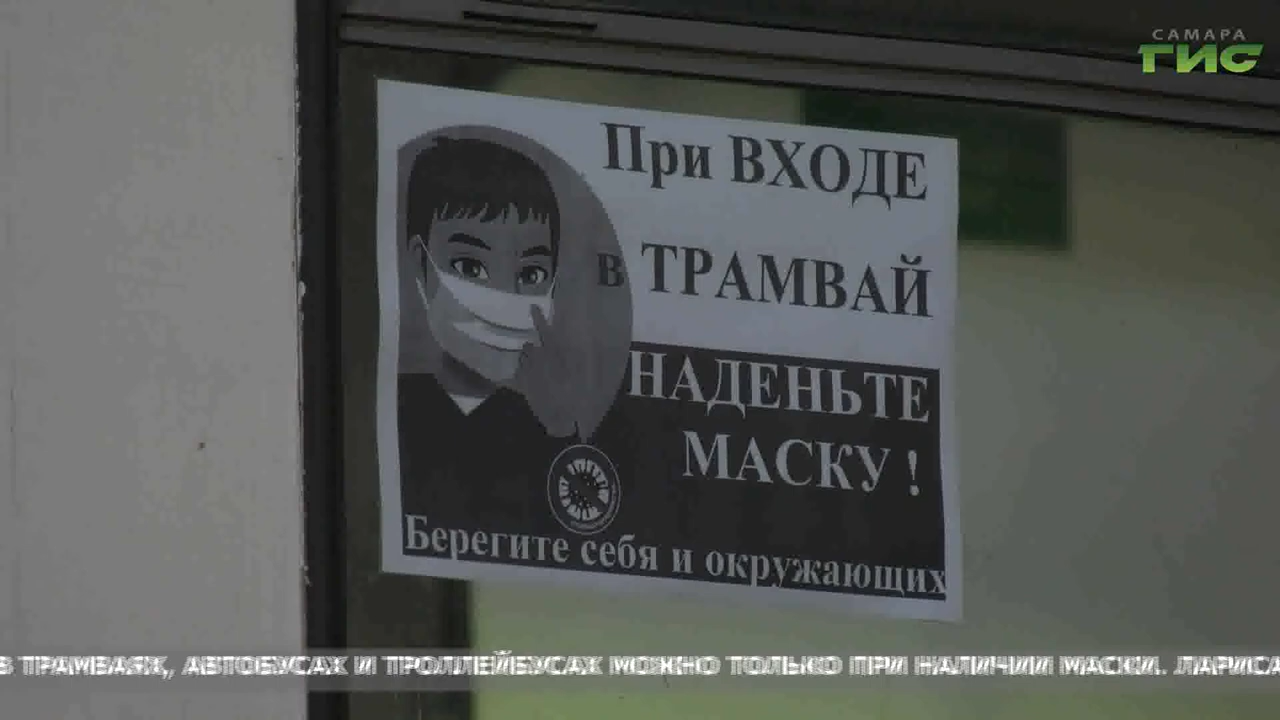 САМАРА
ГИС
При ВХОДЕ
в ТРАМВАЙ
НАДЕНЬТЕ
МАСКУ !
Берегите себя и окружающих
В ТРАМВАЯХ, АВТОБУСАХ И ТРОЛЛЕЙБУСАХ МОЖНО ТОЛЬКО ПРИ НАЛИЧИИ МАСКИ. ЛАРИСА